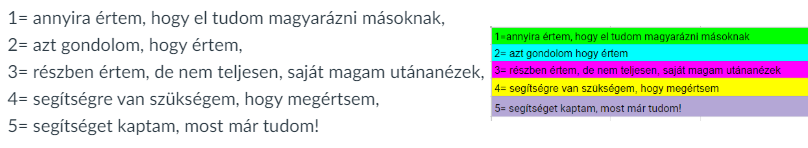 1= annyira értem, hogy el tudom magyarázni másoknak,
2= azt gondolom, hogy értem,
3= részben értem, de nem teljesen, saját magam utánanézek,
4= segítségre van szükségem, hogy megértsem,
5= segítséget kaptam, most már tudom!
1=annyira értem, hogy el tudom magyarázni másoknak
2= azt gondolom hogy értem
3= részben értem, de nem teljesen, saját magam utánanézek
4= segítségre van szükségem, hogy megértsem
5= segítséget kaptam, most már tudom!